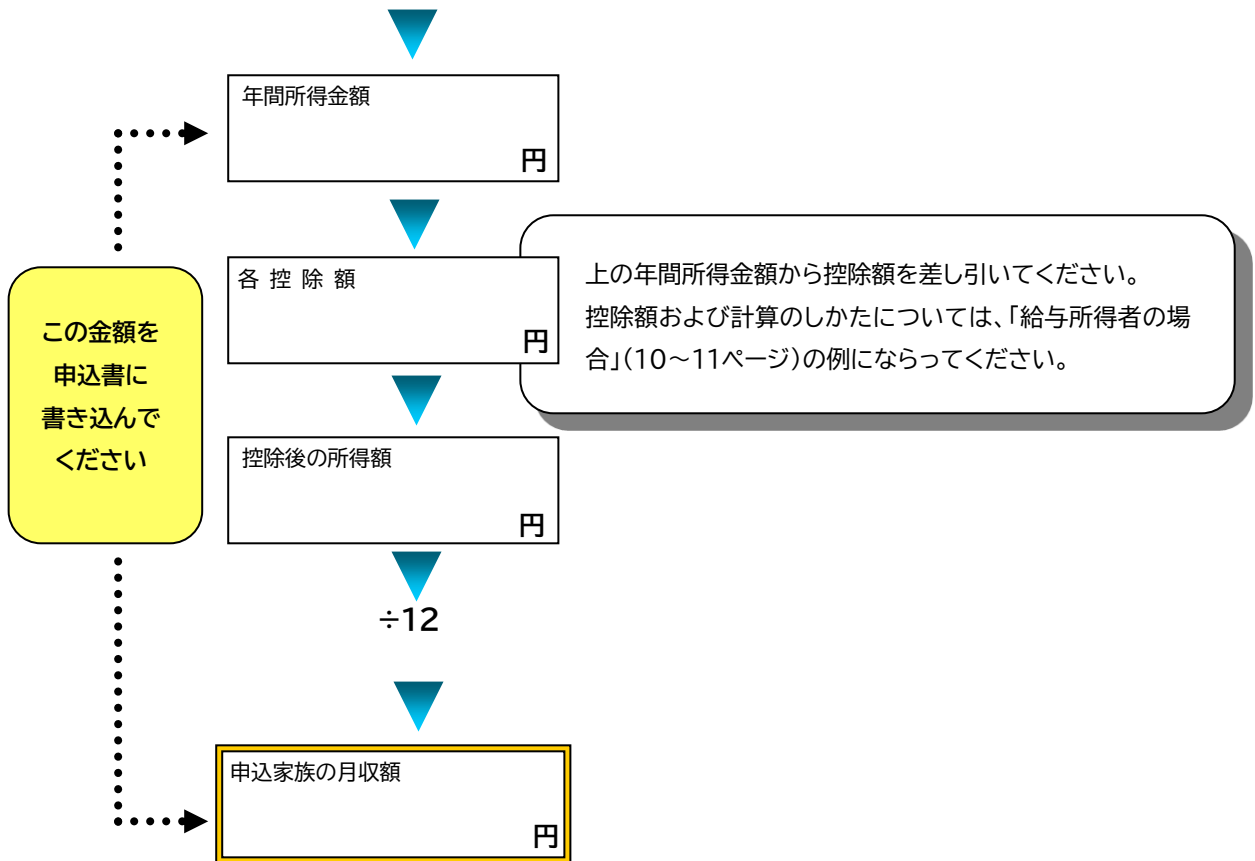 年間所得金額
円
各 控 除 額
円
上の年間所得金額から控除額を差し引いてください。
控除額および計算のしかたについては、「給与所得者の場
合」(10～11ページ)の例にならってください。
この金額を
申込書に
書き込んで
ください
控除後の所得額
円
÷12
申込家族の月収額
円